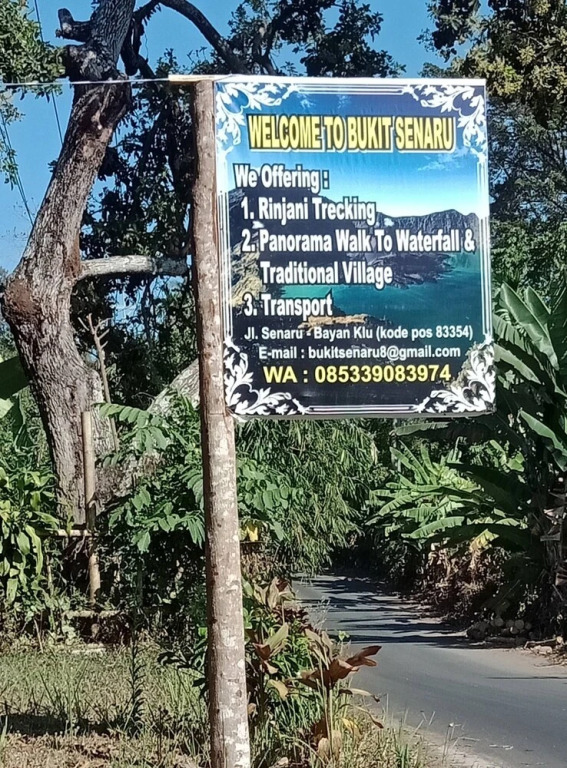 WELCOME TO BUKIT SENARU
We Offering :
1. Rinjani Trecking
2. Panorama Walk To Waterfall &
Traditional Village
3. Transport
Jl. Senaru - Bayan Klu (kode pos 83354)
E-mail : bukitsenaru8@gmail.com
WA : 085339083974